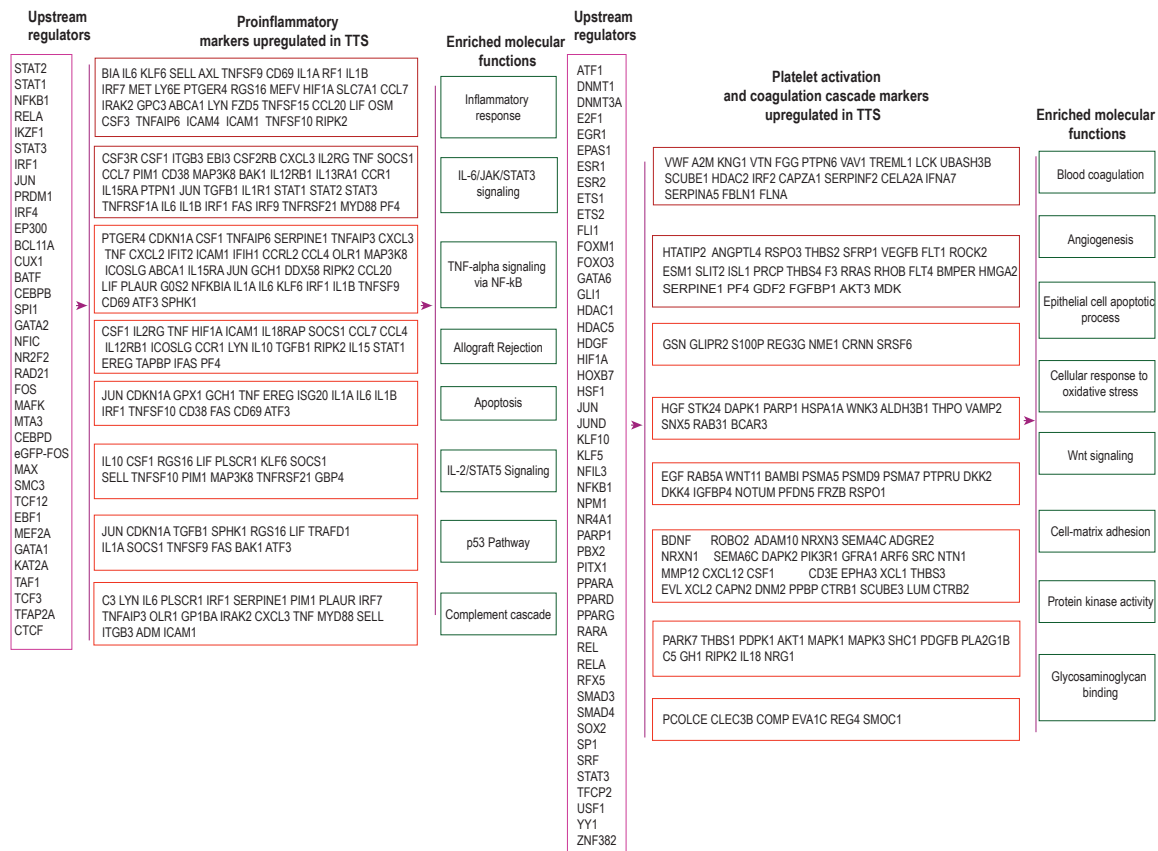 Upstream
regulators
STAT2
STAT1
NFKB1
RELA
IKZF1
STAT3
IRF1
JUN
PRDM1
IRF4
EP300
BCL11A
CUX1
BATF
CEBPB
SPI1
GATA2
NFIC
NR2F2
RAD21
FOS
MAFK
MTA3
CEBPD
eGFP-FOS
MAX
SMC3
TCF12
EBF1
MEF2A
GATA1
KAT2A
TAF1
TCF3
TFAP2A
CTCF
Proinflammatory
markers upregulated in TTS
BIA IL6 KLF6 SELL AXL TNFSF9 CD69 IL1A RF1 IL1B
IRF7 MET LY6E PTGER4 RGS16 MEFV HIF1A SLC7A1 CCL7
IRAK2 GPC3 ABCA1 LYN FZD5 TNFSF15 CCL20 LIF OSM
CSF3 TNFAIP6 ICAM4 ICAM1 TNFSF10 RIPK2
CSF3R CSF1 ITGB3 EBI3 CSF2RB CXCL3 IL2RG TNF SOCS1
CCL7 PIM1 CD38 MAP3K8 BAK1 IL12RB1 IL13RA1 CCR1
IL15RA PTPN1 JUN TGFB1 IL1R1 STAT1 STAT2 STAT3
TNFRSF1A IL6 IL1B IRF1 FAS IRF9 TNFRSF21 MYD88 PF4
PTGER4 CDKN1A CSF1 TNFAIP6 SERPINE1 TNFAIP3 CXCL3
TNF CXCL2 IFIT2 ICAM1 IFIH1 CCRL2 CCL4 OLR1 MAP3K8
ICOSLG ABCA1 IL15RA JUN GCH1 DDX58 RIPK2 CCL20
LIF PLAUR G0S2 NFKBIA IL1A IL6 KLF6 IRF1 IL1B TNFSF9
CD69 ATF3 SPHK1
CSF1 IL2RG TNF HIF1A ICAM1 IL18RAP SOCS1 CCL7 CCL4
IL12RB1 ICOSLG CCR1 LYN IL10 TGFB1 RIPK2 IL15 STAT1
EREG TAPBP IFAS PF4
JUN CDKN1A GPX1 GCH1 TNF EREG ISG20 IL1A IL6 IL1B
IRF1 TNFSF10 CD38 FAS CD69 ATF3
IL10 CSF1 RGS16 LIF PLSCR1 KLF6 SOCS1
SELL TNFSF10 PIM1 MAP3K8 TNFRSF21 GBP4
JUN CDKN1A TGFB1 SPHK1 RGS16 LIF TRAFD1
IL1A SOCS1 TNFSF9 FAS BAK1 ATF3
C3 LYN IL6 PLSCR1 IRF1 SERPINE1 PIM1 PLAUR IRF7
TNFAIP3 OLR1 GP1BA IRAK2 CXCL3 TNF MYD88 SELL
ITGB3 ADM ICAM1
Enriched molecular
functions
Inflammatory
response
IL-6/JAK/STAT3
signaling
TNF-alpha signaling
via NF-kB
Allograft Rejection
Apoptosis
IL-2/STAT5 Signaling
p53 Pathway
Complement cascade
Upstream
regulators
ATF1
DNMT1
DNMT3A
E2F1
EGR1
EPAS1
ESR1
ESR2
ETS1
ETS2
FLI1
FOXM1
FOXO3
GATA6
GLI1
HDAC1
HDAC5
HDGF
HIF1A
HOXB7
HSF1
JUN
JUND
KLF10
KLF5
NFIL3
NFKB1
NPM1
NR4A1
PARP1
PBX2
PITX1
PPARA
PPARD
PPARG
RARA
REL
RELA
RFX5
SMAD3
SMAD4
SOX2
SP1
SRF
STAT3
TFCP2
USF1
YY1
ZNF382
Platelet activation
and coagulation cascade markers
upregulated in TTS
VWF A2M KNG1 VTN FGG PTPN6 VAV1 TREML1 LCK UBASH3B
SCUBE1 HDAC2 IRF2 CAPZA1 SERPINF2 CELA2A IFNA7
SERPINA5 FBLN1 FLNA
HTATIP2 ANGPTL4 RSPO3 THBS2 SFRP1 VEGFB FLT1 ROCK2
ESM1 SLIT2 ISL1 PRCP THBS4 F3 RRAS RHOB FLT4 BMPER HMGA2
SERPINE1 PF4 GDF2 FGFBP1 AKT3 MDK
GSN GLIPR2 S100P REG3G NME1 CRNN SRSF6
HGF STK24 DAPK1 PARP1 HSPA1A WNK3 ALDH3B1 THPO VAMP2
SNX5 RAB31 BCAR3
EGF RAB5A WNT11 BAMBI PSMA5 PSMD9 PSMA7 PTPRU DKK2
DKK4 IGFBP4 NOTUM PFDN5 FRZB RSPO1
BDNF ROBO2 ADAM10 NRXN3 SEMA4C ADGRE2
NRXN1 SEMA6C DAPK2 PIK3R1 GFRA1 ARF6 SRC NTN1
MMP12 CXCL12 CSF1 CD3E EPHA3 XCL1 THBS3
EVL XCL2 CAPN2 DNM2 PPBP CTRB1 SCUBE3 LUM CTRB2
PARK7 THBS1 PDPK1 AKT1 MAPK1 MAPK3 SHC1 PDGFB PLA2G1B
C5 GH1 RIPK2 IL18 NRG1
PCOLCE CLEC3B COMP EVA1C REG4 SMOC1
Enriched molecular
functions
Blood coagulation
Angiogenesis
Epithelial cell apoptotic
process
Cellular response to
oxidative stress
Wnt signaling
Cell-matrix adhesion
Protein kinase activity
Glycosaminoglycan
binding